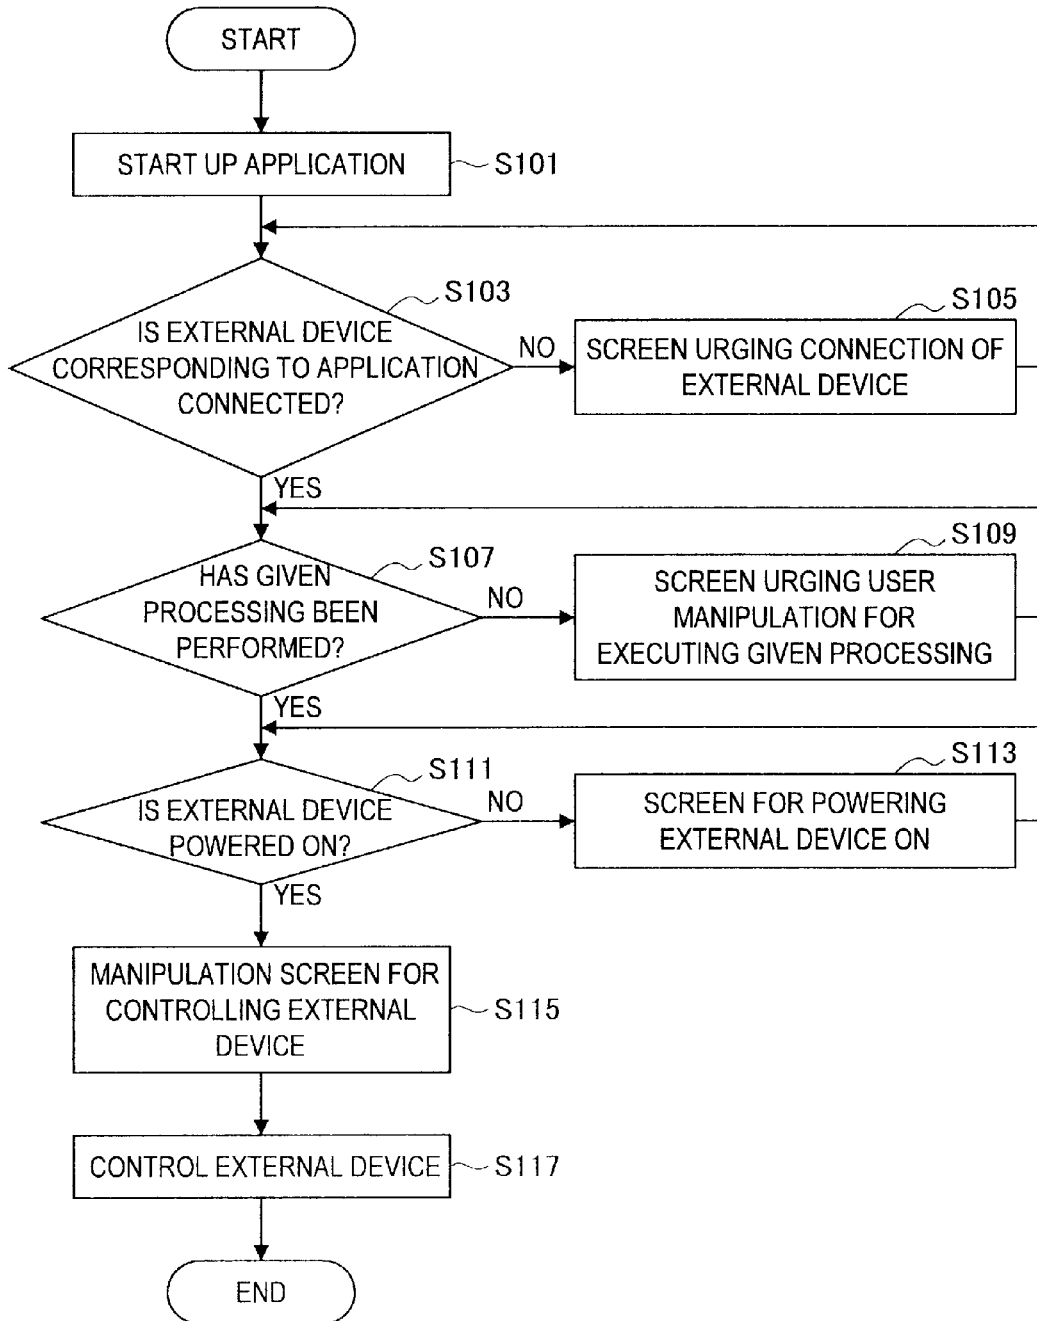 START
START UP APPLICATION
S101
S103
IS EXTERNAL DEVICE
CORRESPONDING TO APPLICATION
CONNECTED?
NO
S105
SCREEN URGING CONNECTION OF
EXTERNAL DEVICE
YES
S107
HAS GIVEN
PROCESSING BEEN
PERFORMED?
NO
S109
SCREEN URGING USER
MANIPULATION FOR
EXECUTING GIVEN PROCESSING
YES
S111
IS EXTERNAL DEVICE
POWERED ON?
NO
S113
SCREEN FOR POWERING
EXTERNAL DEVICE ON
YES
MANIPULATION SCREEN FOR
CONTROLLING EXTERNAL
DEVICE
S115
CONTROL EXTERNAL DEVICE
S117
END